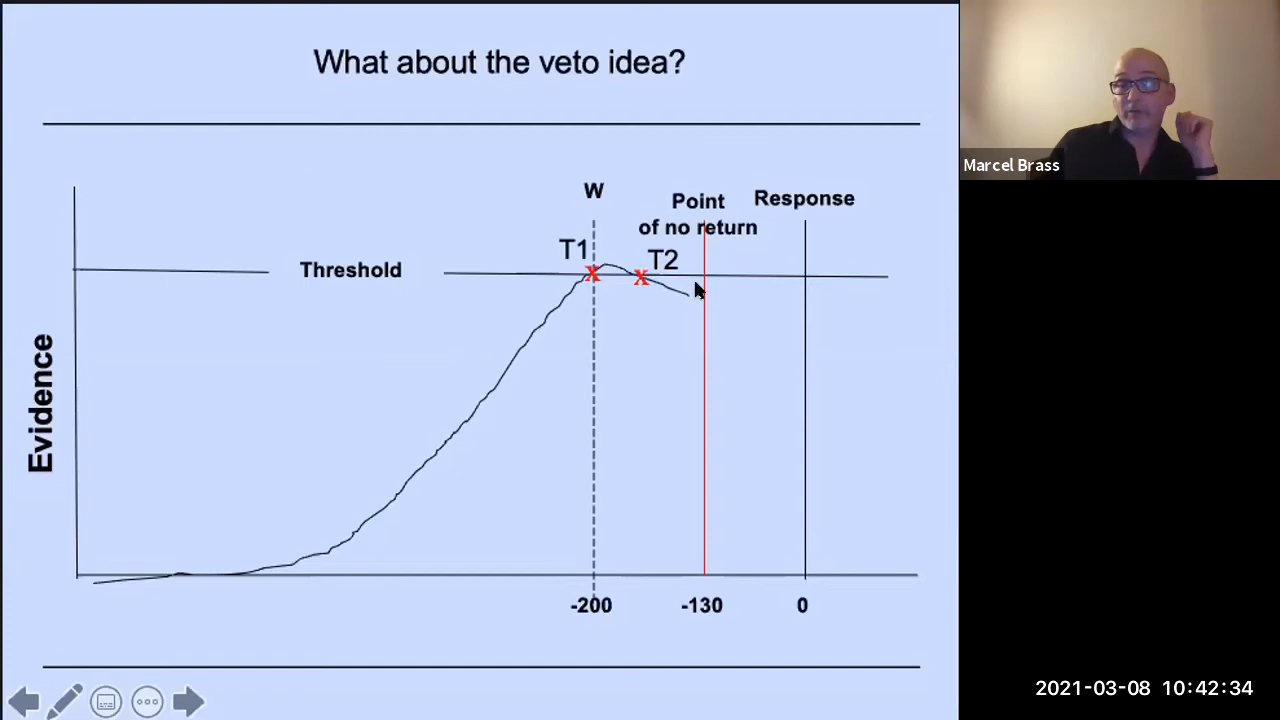 What about the veto idea?
Marcel Brass
W
Point
of no return
Response
T1
T2
x
x
Threshold
Evidence
-200
-130
0
2021-03-08 10:42:34